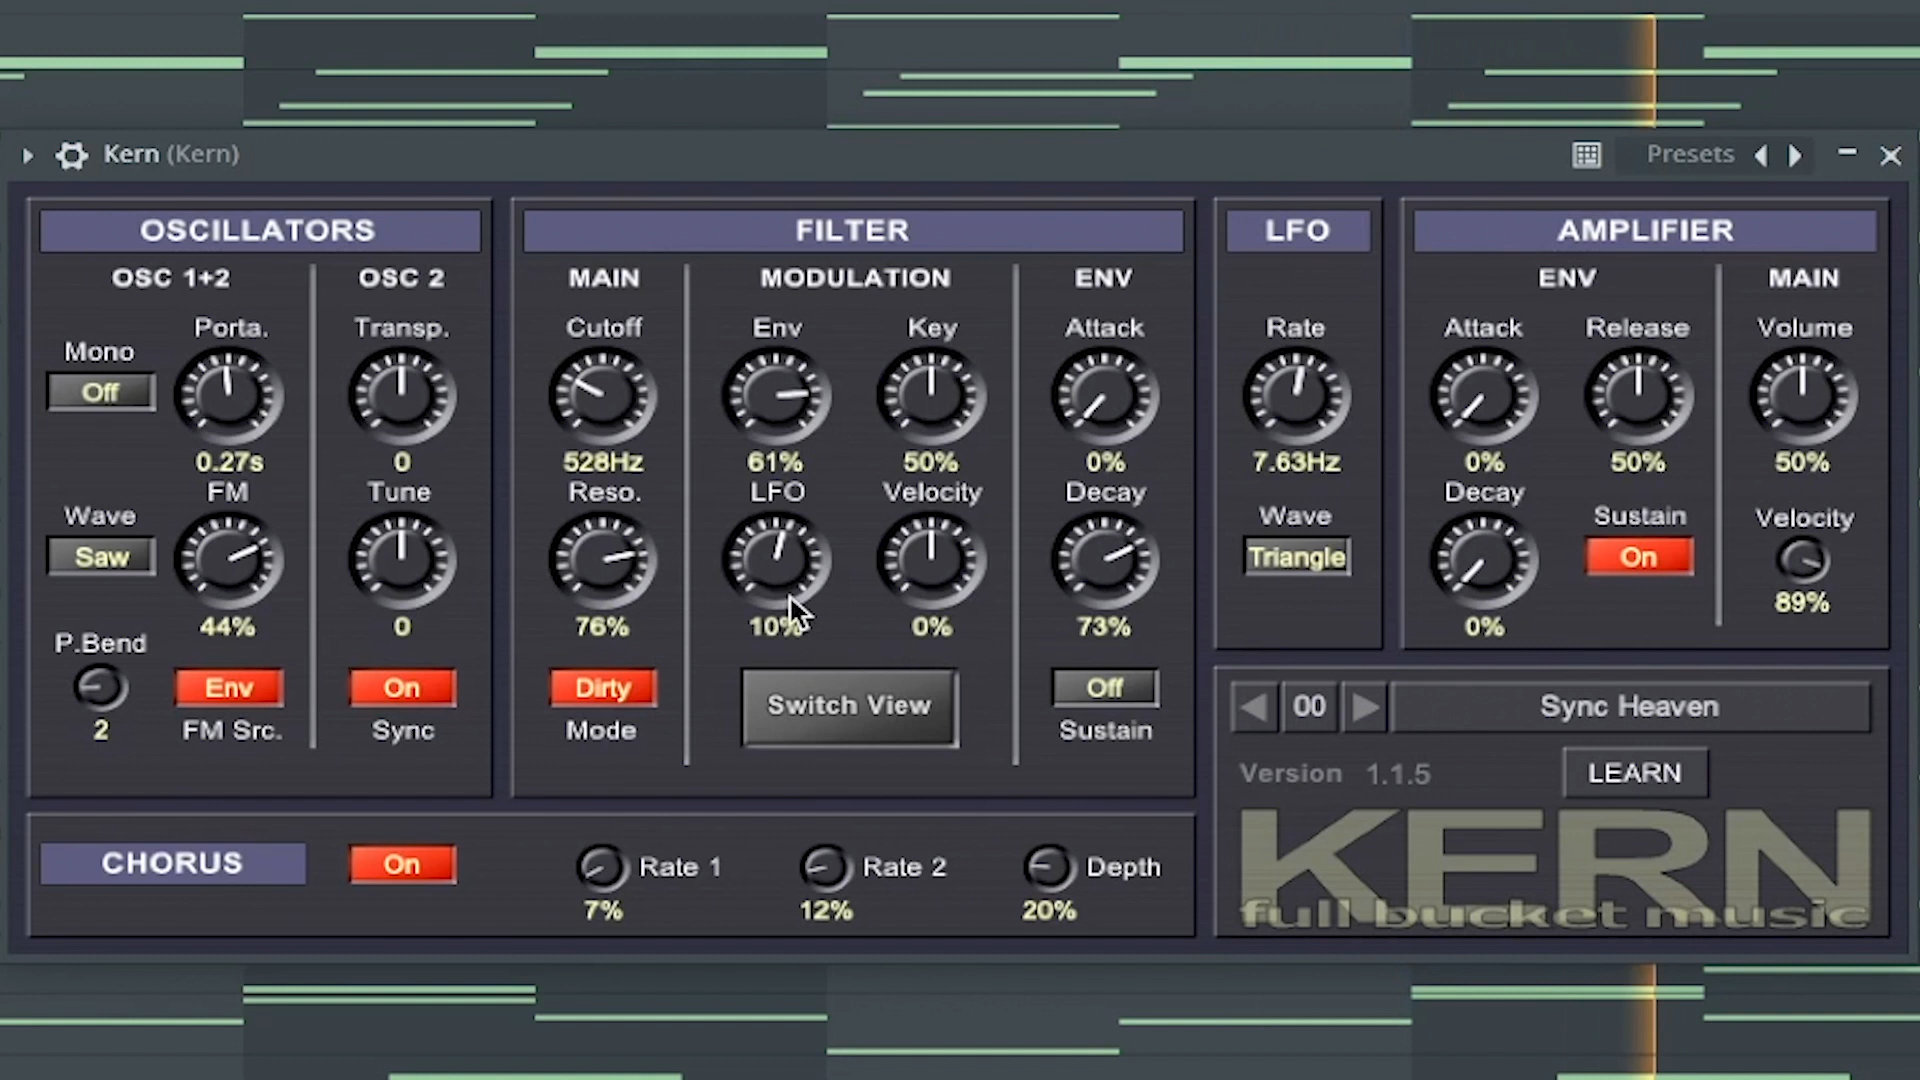 Kern (Kern)
Presets
OSCILLATORS
OSC 1+2
OSC 2
Mono
Off
Porta.
0.27s
Transp.
0
Wave
Saw
FM
44%
Tune
0
P.Bend
2
Env
FM Src.
On
Sync
FILTER
MAIN
MODULATION
ENV
Cutoff
528Hz
Env
61%
Key
50%
Attack
0%
Reso.
76%
LFO
10%
Velocity
0%
Decay
73%
Dirty
Mode
Switch View
Off
Sustain
LFO
Rate
7.63Hz
Wave
Triangle
AMPLIFIER
ENV
MAIN
Attack
0%
Release
50%
Volume
50%
Decay
0%
Sustain
On
Velocity
89%
00
Sync Heaven
Version 1.1.5
LEARN
KERN
full bucket music
CHORUS
On
Rate 1
7%
Rate 2
12%
Depth
20%